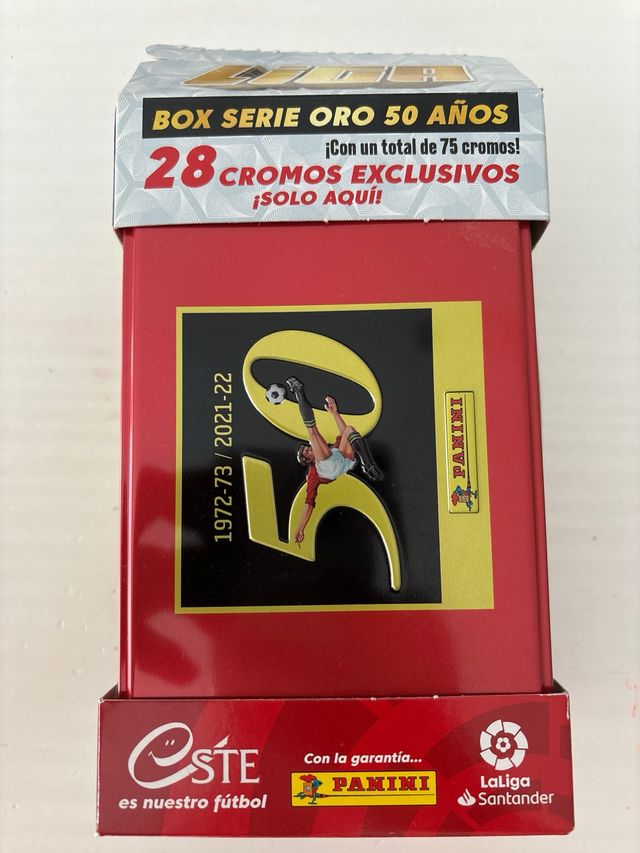 LIGA
BOX SERIE ORO 50 AÑOS
¡Con un total de 75 cromos!
28 CROMOS EXCLUSIVOS
¡SOLO AQUÍ!
1972-73 / 2021-22
50
PANINI
este
es nuestro fútbol
Con la garantía...
PANINI
LaLiga
Santander